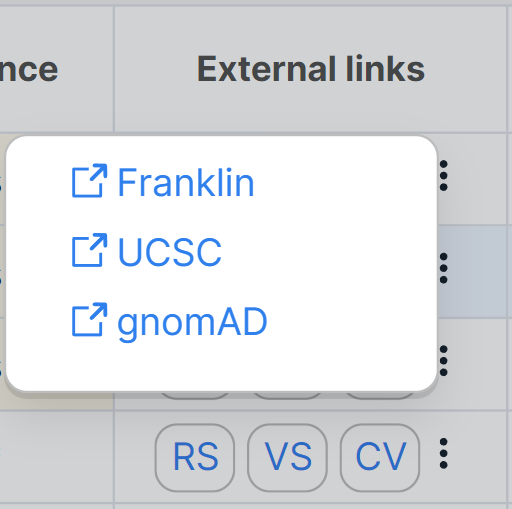 nce
External links
Franklin
UCSC
gnomAD
RS VS CV